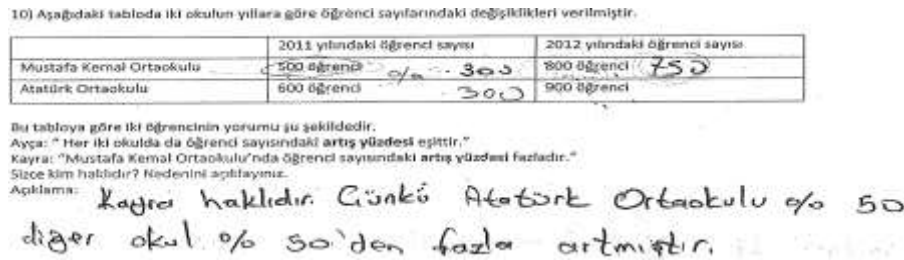 10) Aşağıdaki tabloda iki okulun yıllara göre öğrenci sayılarındaki değişiklikleri verilmiştir.
2011 yılındaki öğrenci sayısı 2012 yılındaki öğrenci sayısı
Mustafa Kemal Ortaokulu 500 öğrenci % 300 800 öğrenci 750
Atatürk Ortaokulu 600 öğrenci 300 900 öğrenci
Bu tabloya göre iki öğrencinin yorumu şu şekildedir.
Ayça: " Her iki okulda da öğrenci sayısındaki artış yüzdesi eşittir."
Kayra: "Mustafa Kemal Ortaokulu'nda öğrenci sayısındaki artış yüzdesi fazladır."
Sizce kim haklıdır? Nedenini açıklayınız.
Açıklama: Kayra haklıdır. Çünkü Atatürk Ortaokulu % 50
diğer okul % 50'den fazla artmıştır.